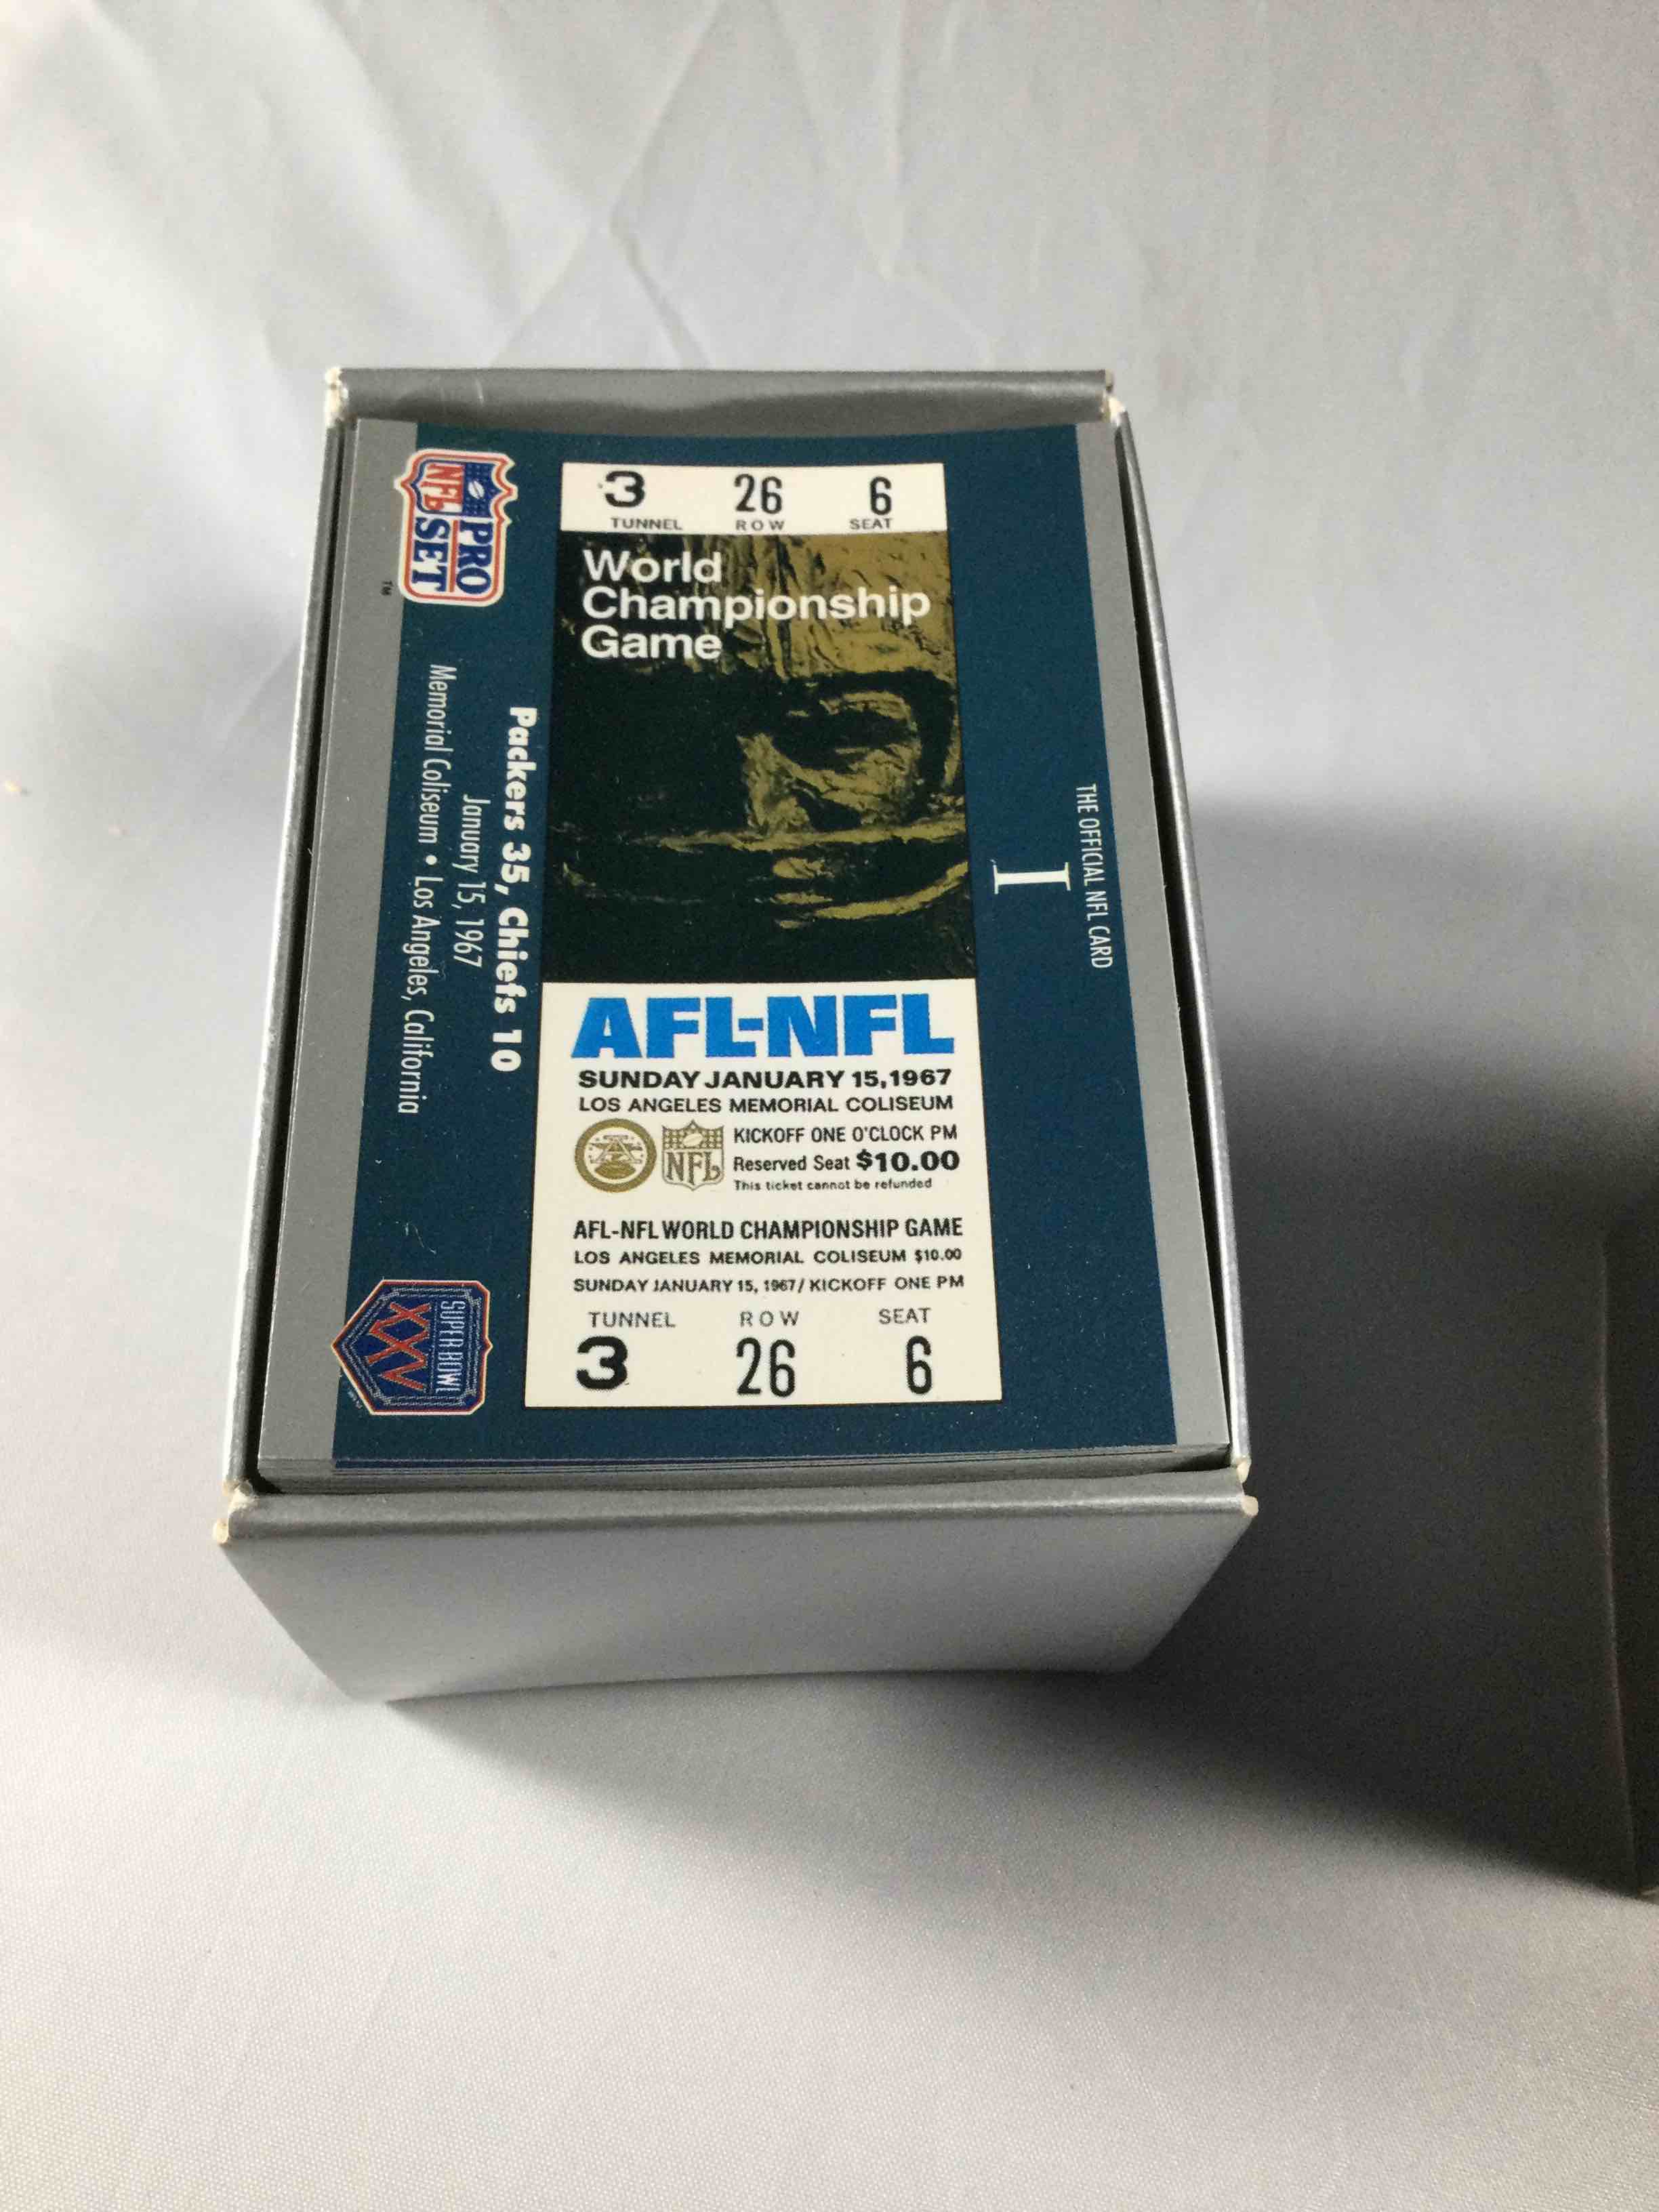 3 26 6
TUNNEL ROW SEAT
World
Championship
Game
AFL-NFL
SUNDAY JANUARY 15, 1967
LOS ANGELES MEMORIAL COLISEUM
NFL
KICKOFF ONE O'CLOCK PM
Reserved Seat $10.00
This ticket cannot be refunded
AFL-NFL WORLD CHAMPIONSHIP GAME
LOS ANGELES MEMORIAL COLISEUM $10.00
SUNDAY JANUARY 15, 1967/ KICKOFF ONE PM
TUNNEL ROW SEAT
3 26 6
THE OFFICIAL NFL CARD
I
Packers 35, Chiefs 10
January 15, 1967
Memorial Coliseum • Los Angeles, California
NFL PRO
SET
TM
SUPER BOWL
XXV